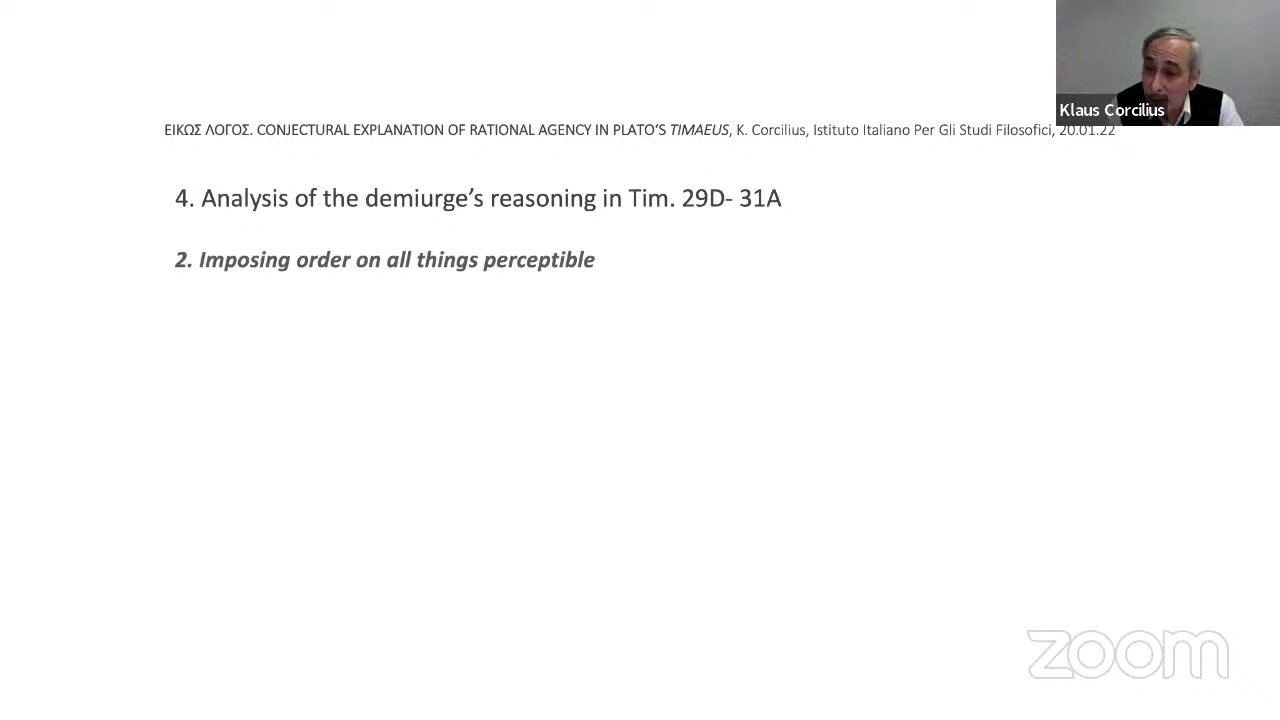 Klaus Corcilius
ΕΙΚΩΣ ΛΟΓΟΣ. CONJECTURAL EXPLANATION OF RATIONAL AGENCY IN PLATO‘S TIMAEUS, K. Corcilius, Istituto Italiano Per Gli Studi Filosofici, 20.01.22
4. Analysis of the demiurge’s reasoning in Tim. 29D- 31A
2. Imposing order on all things perceptible
zoom